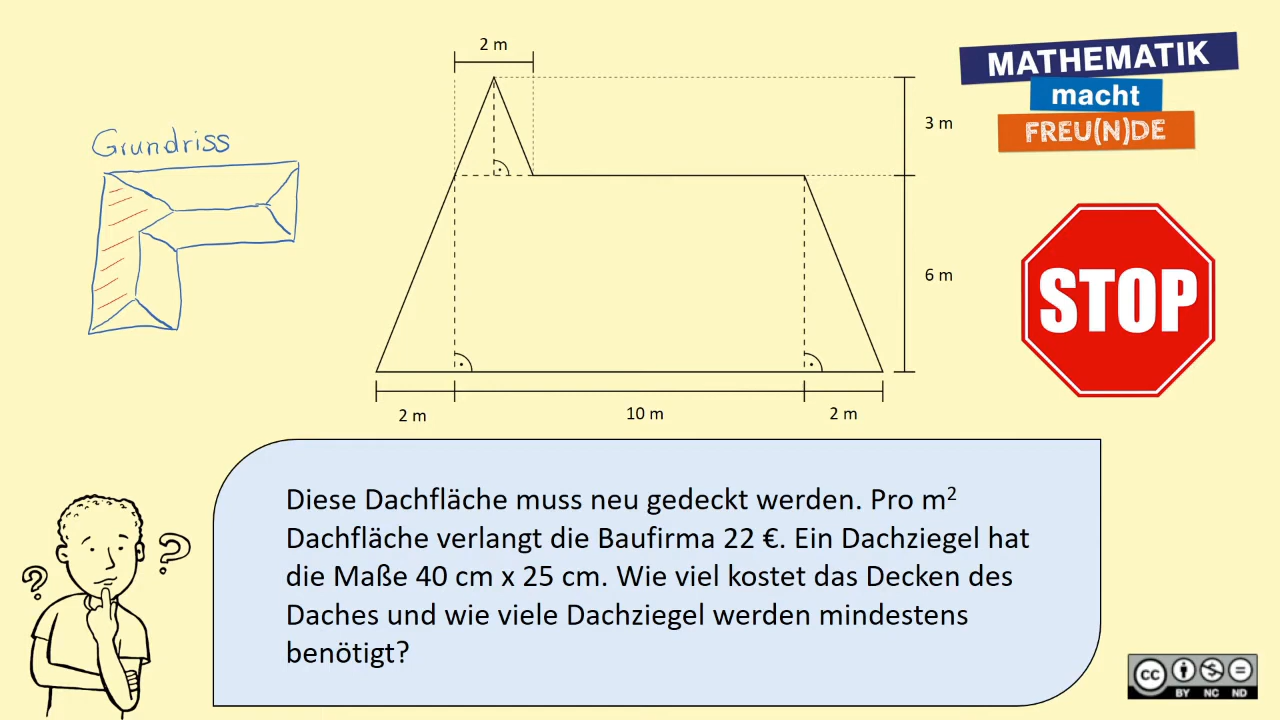 2 m
MATHEMATIK
macht
FREU(N)DE
3 m
Grundriss
6 m
STOP
2 m
10 m
2 m
Diese Dachfläche muss neu gedeckt werden. Pro m²
Dachfläche verlangt die Baufirma 22 €. Ein Dachziegel hat
die Maße 40 cm x 25 cm. Wie viel kostet das Decken des
Daches und wie viele Dachziegel werden mindestens
benötigt?
?
?
cc
BY NC ND